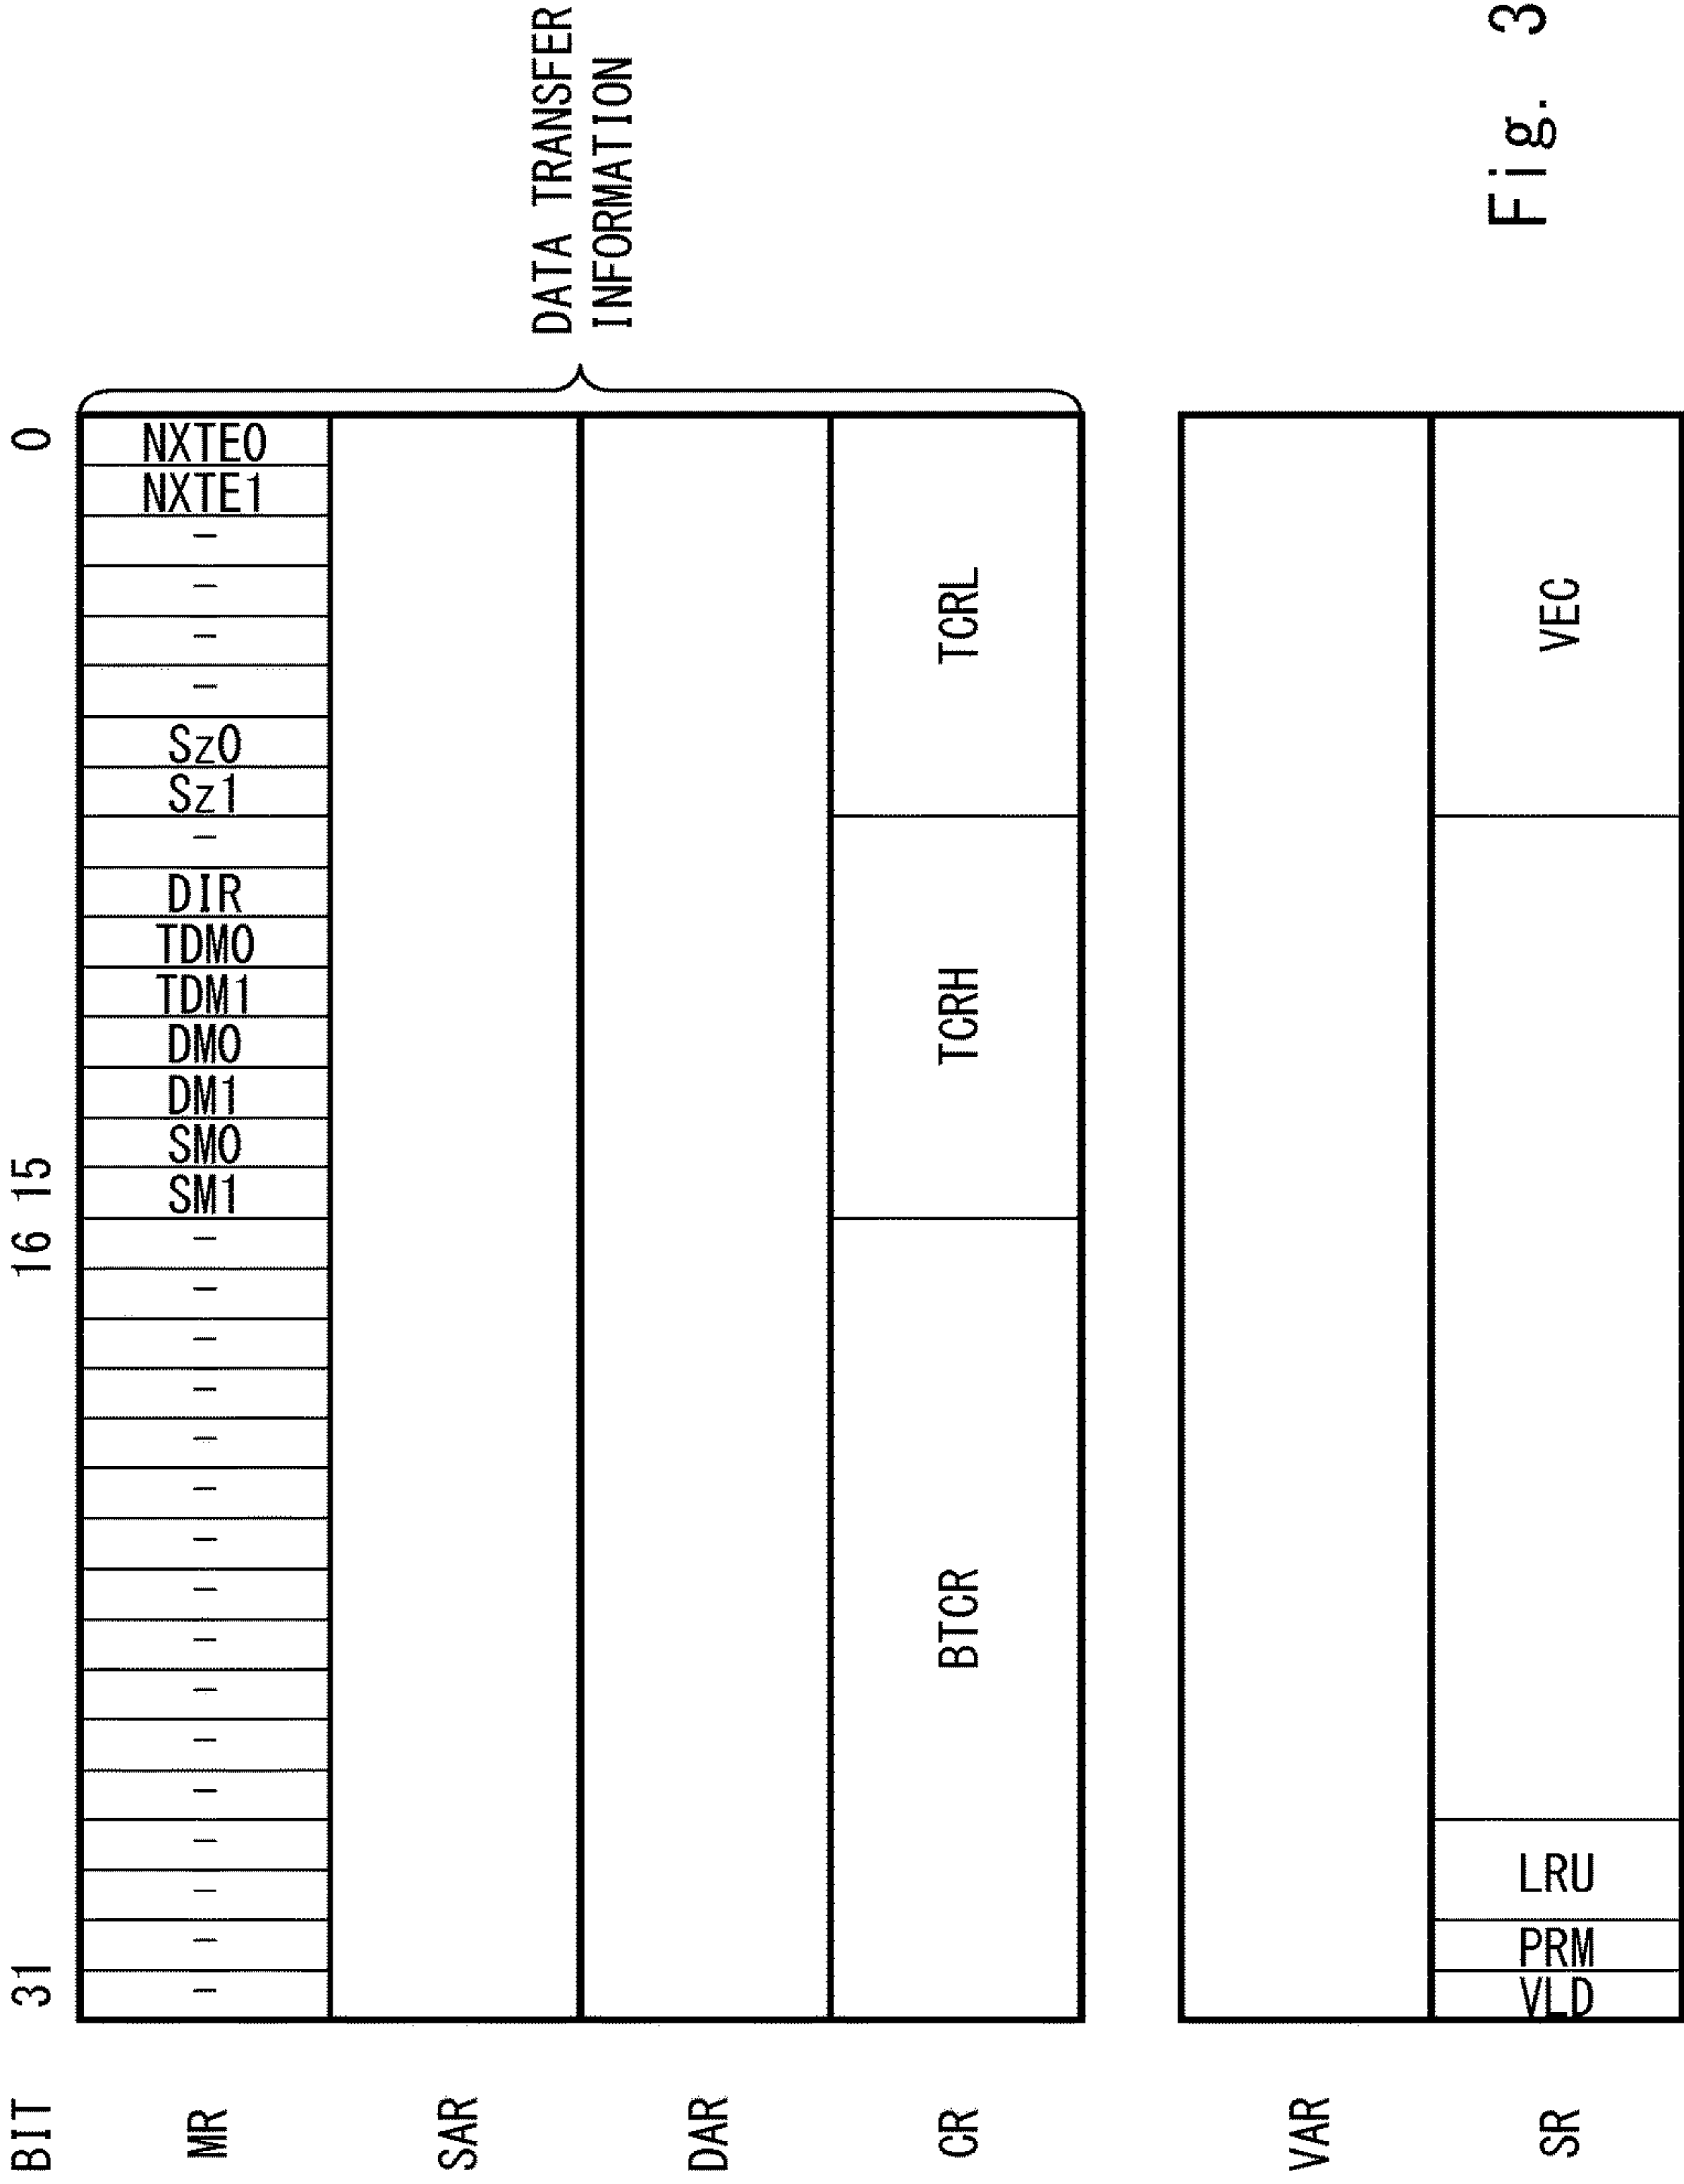 BIT 31 16 15 0
MR - - - - - - - - - - - - - - - - SM1 SM0 DM1 DM0 TDM1 TDM0 DIR - Sz1 Sz0 - - - - NXTE1 NXTE0
SAR
DAR
CR BTCR TCRH TCRL
DATA TRANSFER
INFORMATION
VAR
SR VLD PRM LRU VEC
Fig. 3